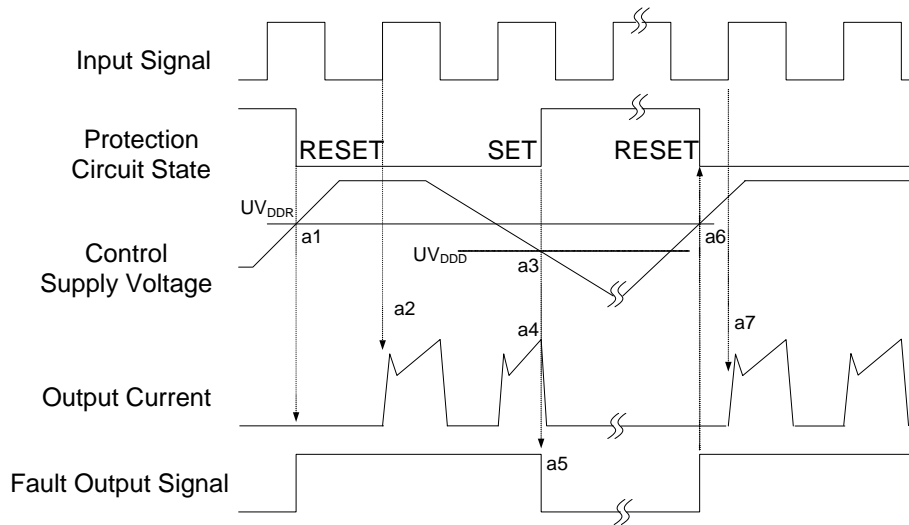 Input Signal
Protection
Circuit State
RESET
SET
RESET
UVDDR
a1
a6
UVDDD
a3
Control
Supply Voltage
a2
a4
a7
Output Current
a5
Fault Output Signal